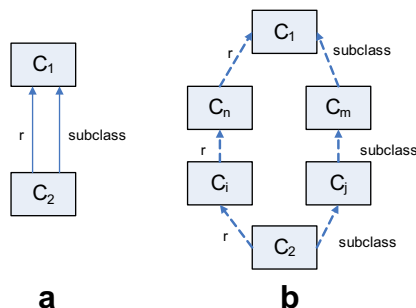 C1
r subclass
C2
a
C1
r subclass
Cn Cm
r subclass
Ci Cj
r subclass
C2
b